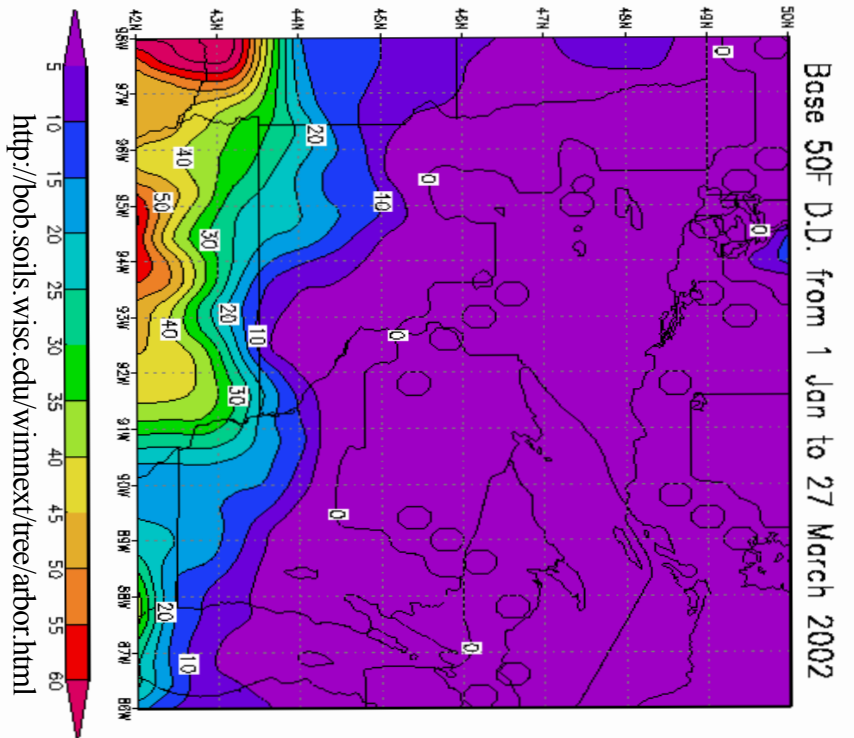 Base 50F D.D. from 1 Jan to 27 March 2002
50N
0
0
49N
48N
47N
0
46N
0
0
10
45N
0
20
44N
10
30
20
43N
30
10
40
40
20
50
42N
98W 97W 96W 95W 94W 93W 92W 91W 90W 89W 88W 87W 86W
5 10 15 20 25 30 35 40 45 50 55 60
http://bob.soils.wisc.edu/wimnext/tree/arbor.html